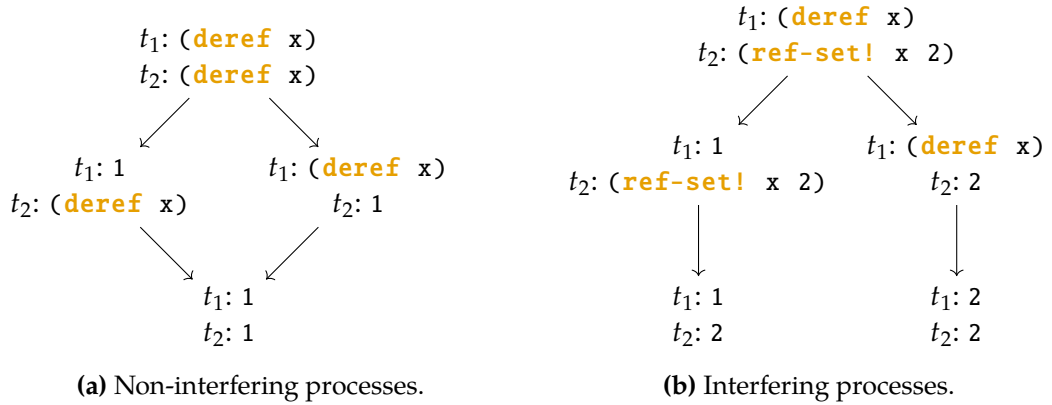 t1: (deref x)
t2: (deref x)
t1: 1
t2: (deref x)
t1: (deref x)
t2: 1
t1: 1
t2: 1
(a) Non-interfering processes.
t1: (deref x)
t2: (ref-set! x 2)
t1: 1
t2: (ref-set! x 2)
t1: (deref x)
t2: 2
t1: 1
t2: 2
t1: 2
t2: 2
(b) Interfering processes.